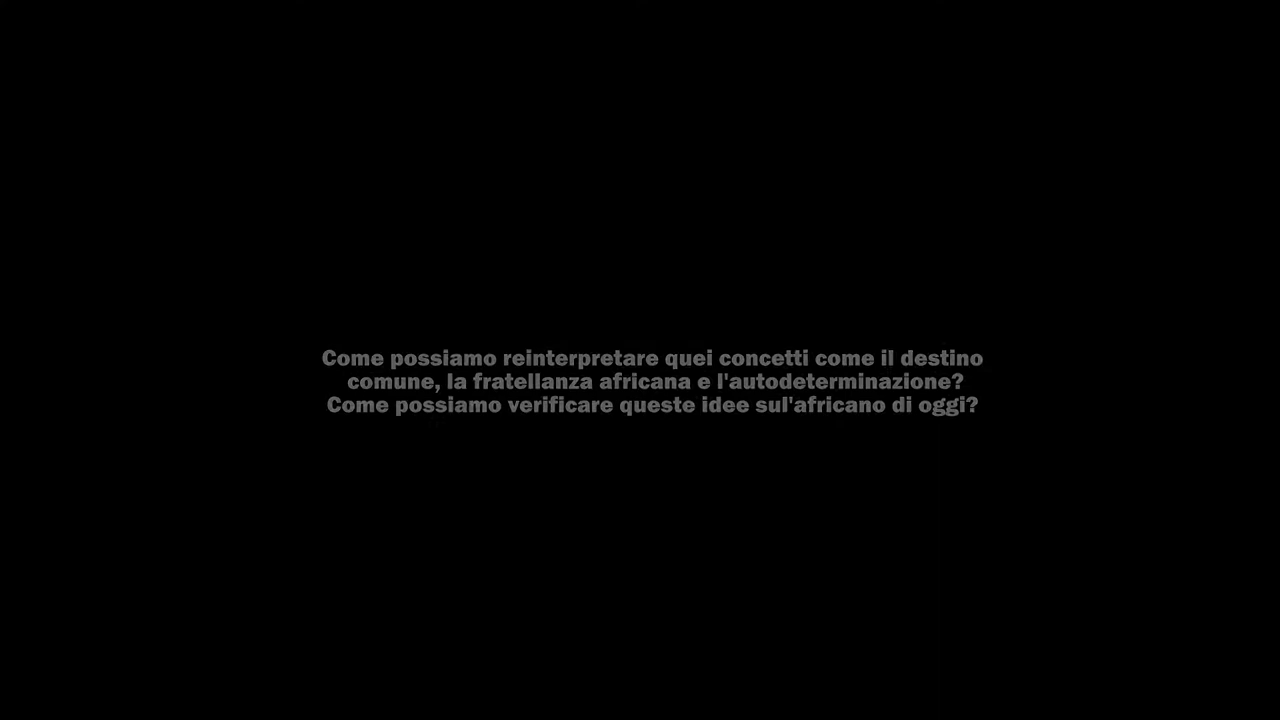 Come possiamo reinterpretare quei concetti come il destino
comune, la fratellanza africana e l'autodeterminazione?
Come possiamo verificare queste idee sul'africano di oggi?